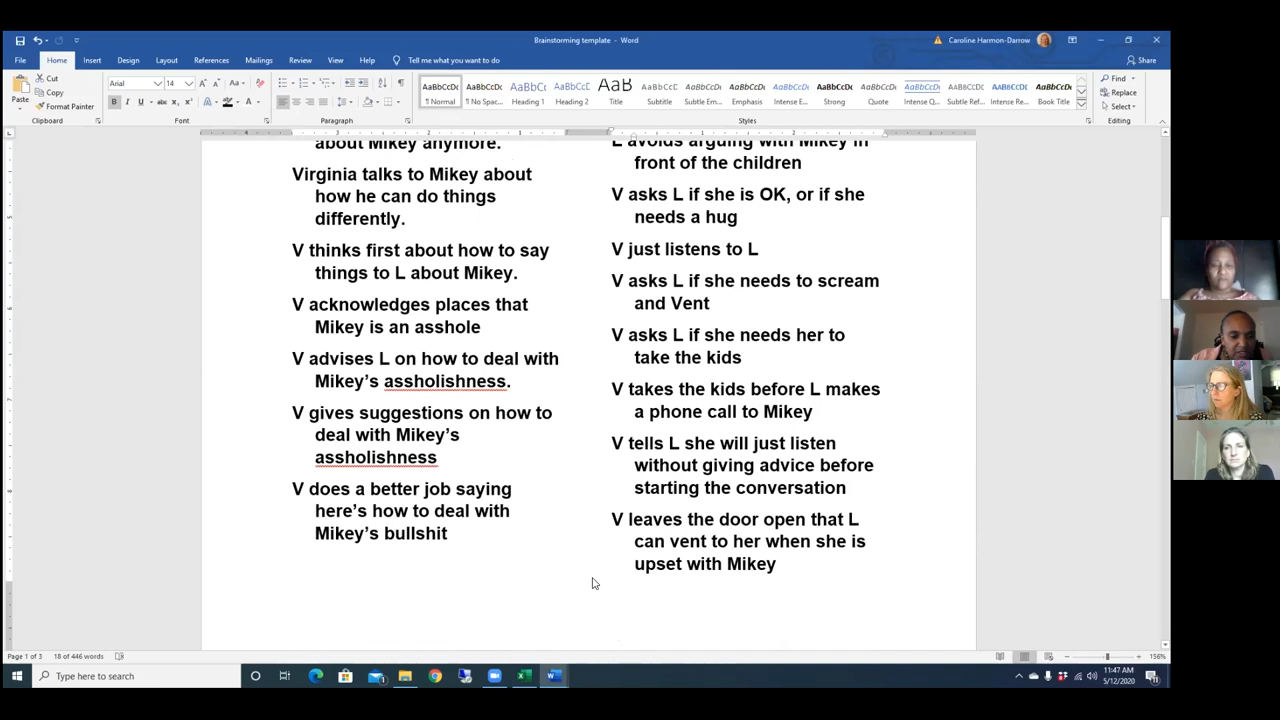 Brainstorming template - Word
Caroline Harmon-Darrow
File Home Insert Design Layout References Mailings Review View Help Tell me what you want to do
Share
Paste
Cut
Copy
Format Painter
Clipboard
Arial 14
Font
Paragraph
AaBbCcDc AaBbCcDc AaBbCc AaBbCc AaB AaBbCcDc AaBbCcDc AaBbCcDc AaBbCcDc AaBbCcDc AaBbCcDc AaBbCcDc AaBbCcDc AaBbCcDc AaBbCcDc
¶ Normal ¶ No Spac... Heading 1 Heading 2 Title Subtitle Subtle Em... Emphasis Intense E... Strong Quote Intense Q... Subtle Ref... Intense Re... Book Title
Styles
Find
Replace
Select
Editing
about Mikey anymore.
Virginia talks to Mikey about
how he can do things
differently.
V thinks first about how to say
things to L about Mikey.
V acknowledges places that
Mikey is an asshole
V advises L on how to deal with
Mikey's assholishness.
V gives suggestions on how to
deal with Mikey's
assholishness
V does a better job saying
here's how to deal with
Mikey's bullshit
L avoids arguing with Mikey in
front of the children
V asks L if she is OK, or if she
needs a hug
V just listens to L
V asks L if she needs to scream
and Vent
V asks L if she needs her to
take the kids
V takes the kids before L makes
a phone call to Mikey
V tells L she will just listen
without giving advice before
starting the conversation
V leaves the door open that L
can vent to her when she is
upset with Mikey
Page 1 of 3 18 of 446 words
156%
Type here to search
11:47 AM
5/12/2020